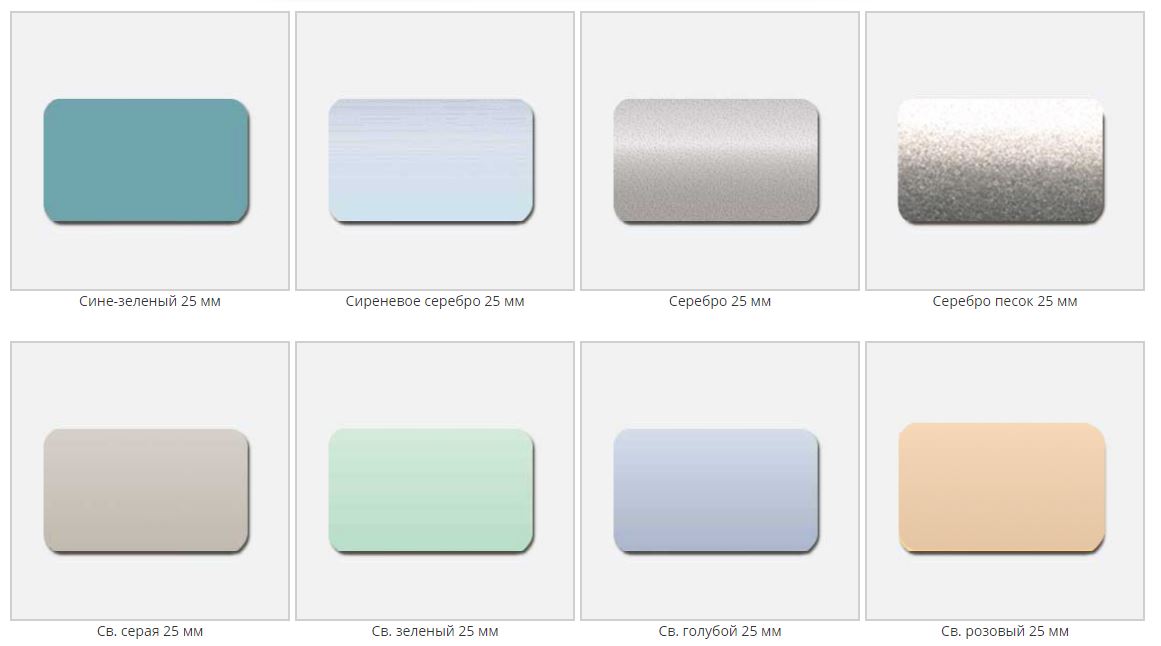 Сине-зеленый 25 мм
Сиреневое серебро 25 мм
Серебро 25 мм
Серебро песок 25 мм
Св. серая 25 мм
Св. зеленый 25 мм
Св. голубой 25 мм
Св. розовый 25 мм